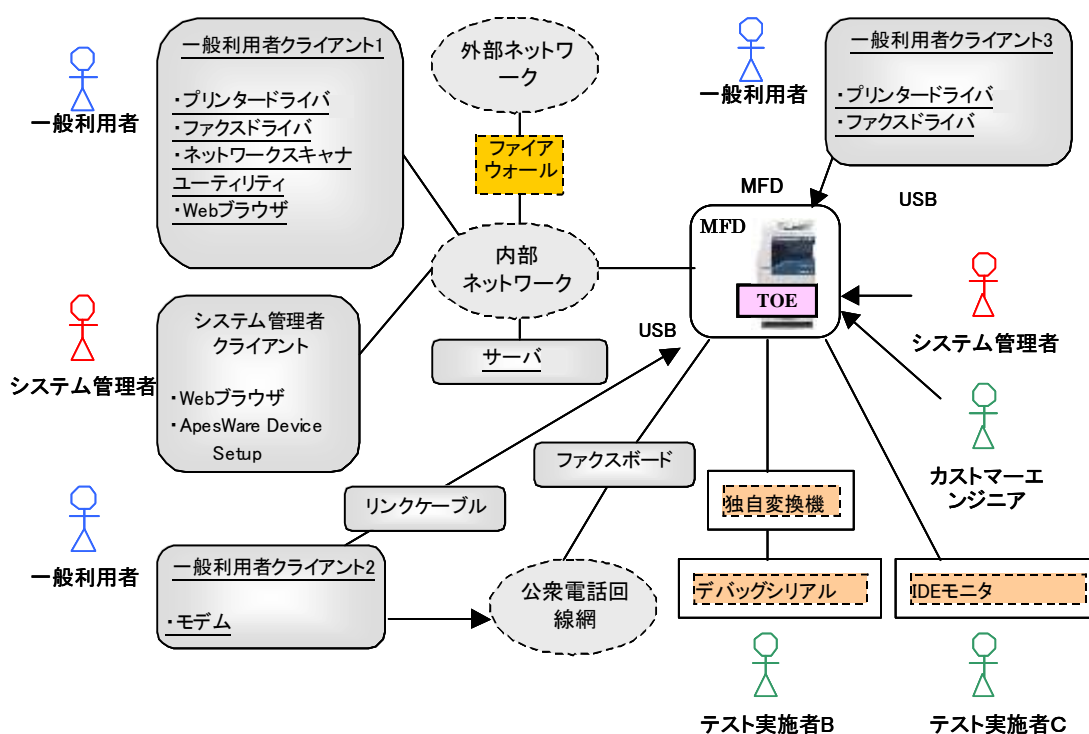 一般利用者
一般利用者クライアント1
・プリンタードライバ
・ファクスドライバ
・ネットワークスキャナ
ユーティリティ
・Webブラウザ
外部ネットワ
ーク
ファイア
ウォール
内部
ネットワーク
サーバ
一般利用者
一般利用者クライアント3
・プリンタードライバ
・ファクスドライバ
USB
MFD
MFD
TOE
システム管理者
システム管理者
クライアント
・Webブラウザ
・ApesWare Device
Setup
USB
システム管理者
カストマーエ
ンジニア
ファクスボード
リンクケーブル
一般利用者
一般利用者クライアント2
・モデム
公衆電話回
線網
独自変換機
デバッグシリアル
IDEモニタ
テスト実施者B
テスト実施者C